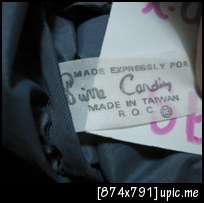 MADE EXPRESSLY FOR
Pierre Cardin
MADE IN TAIWAN
R.O.C
[874x791] upic.me